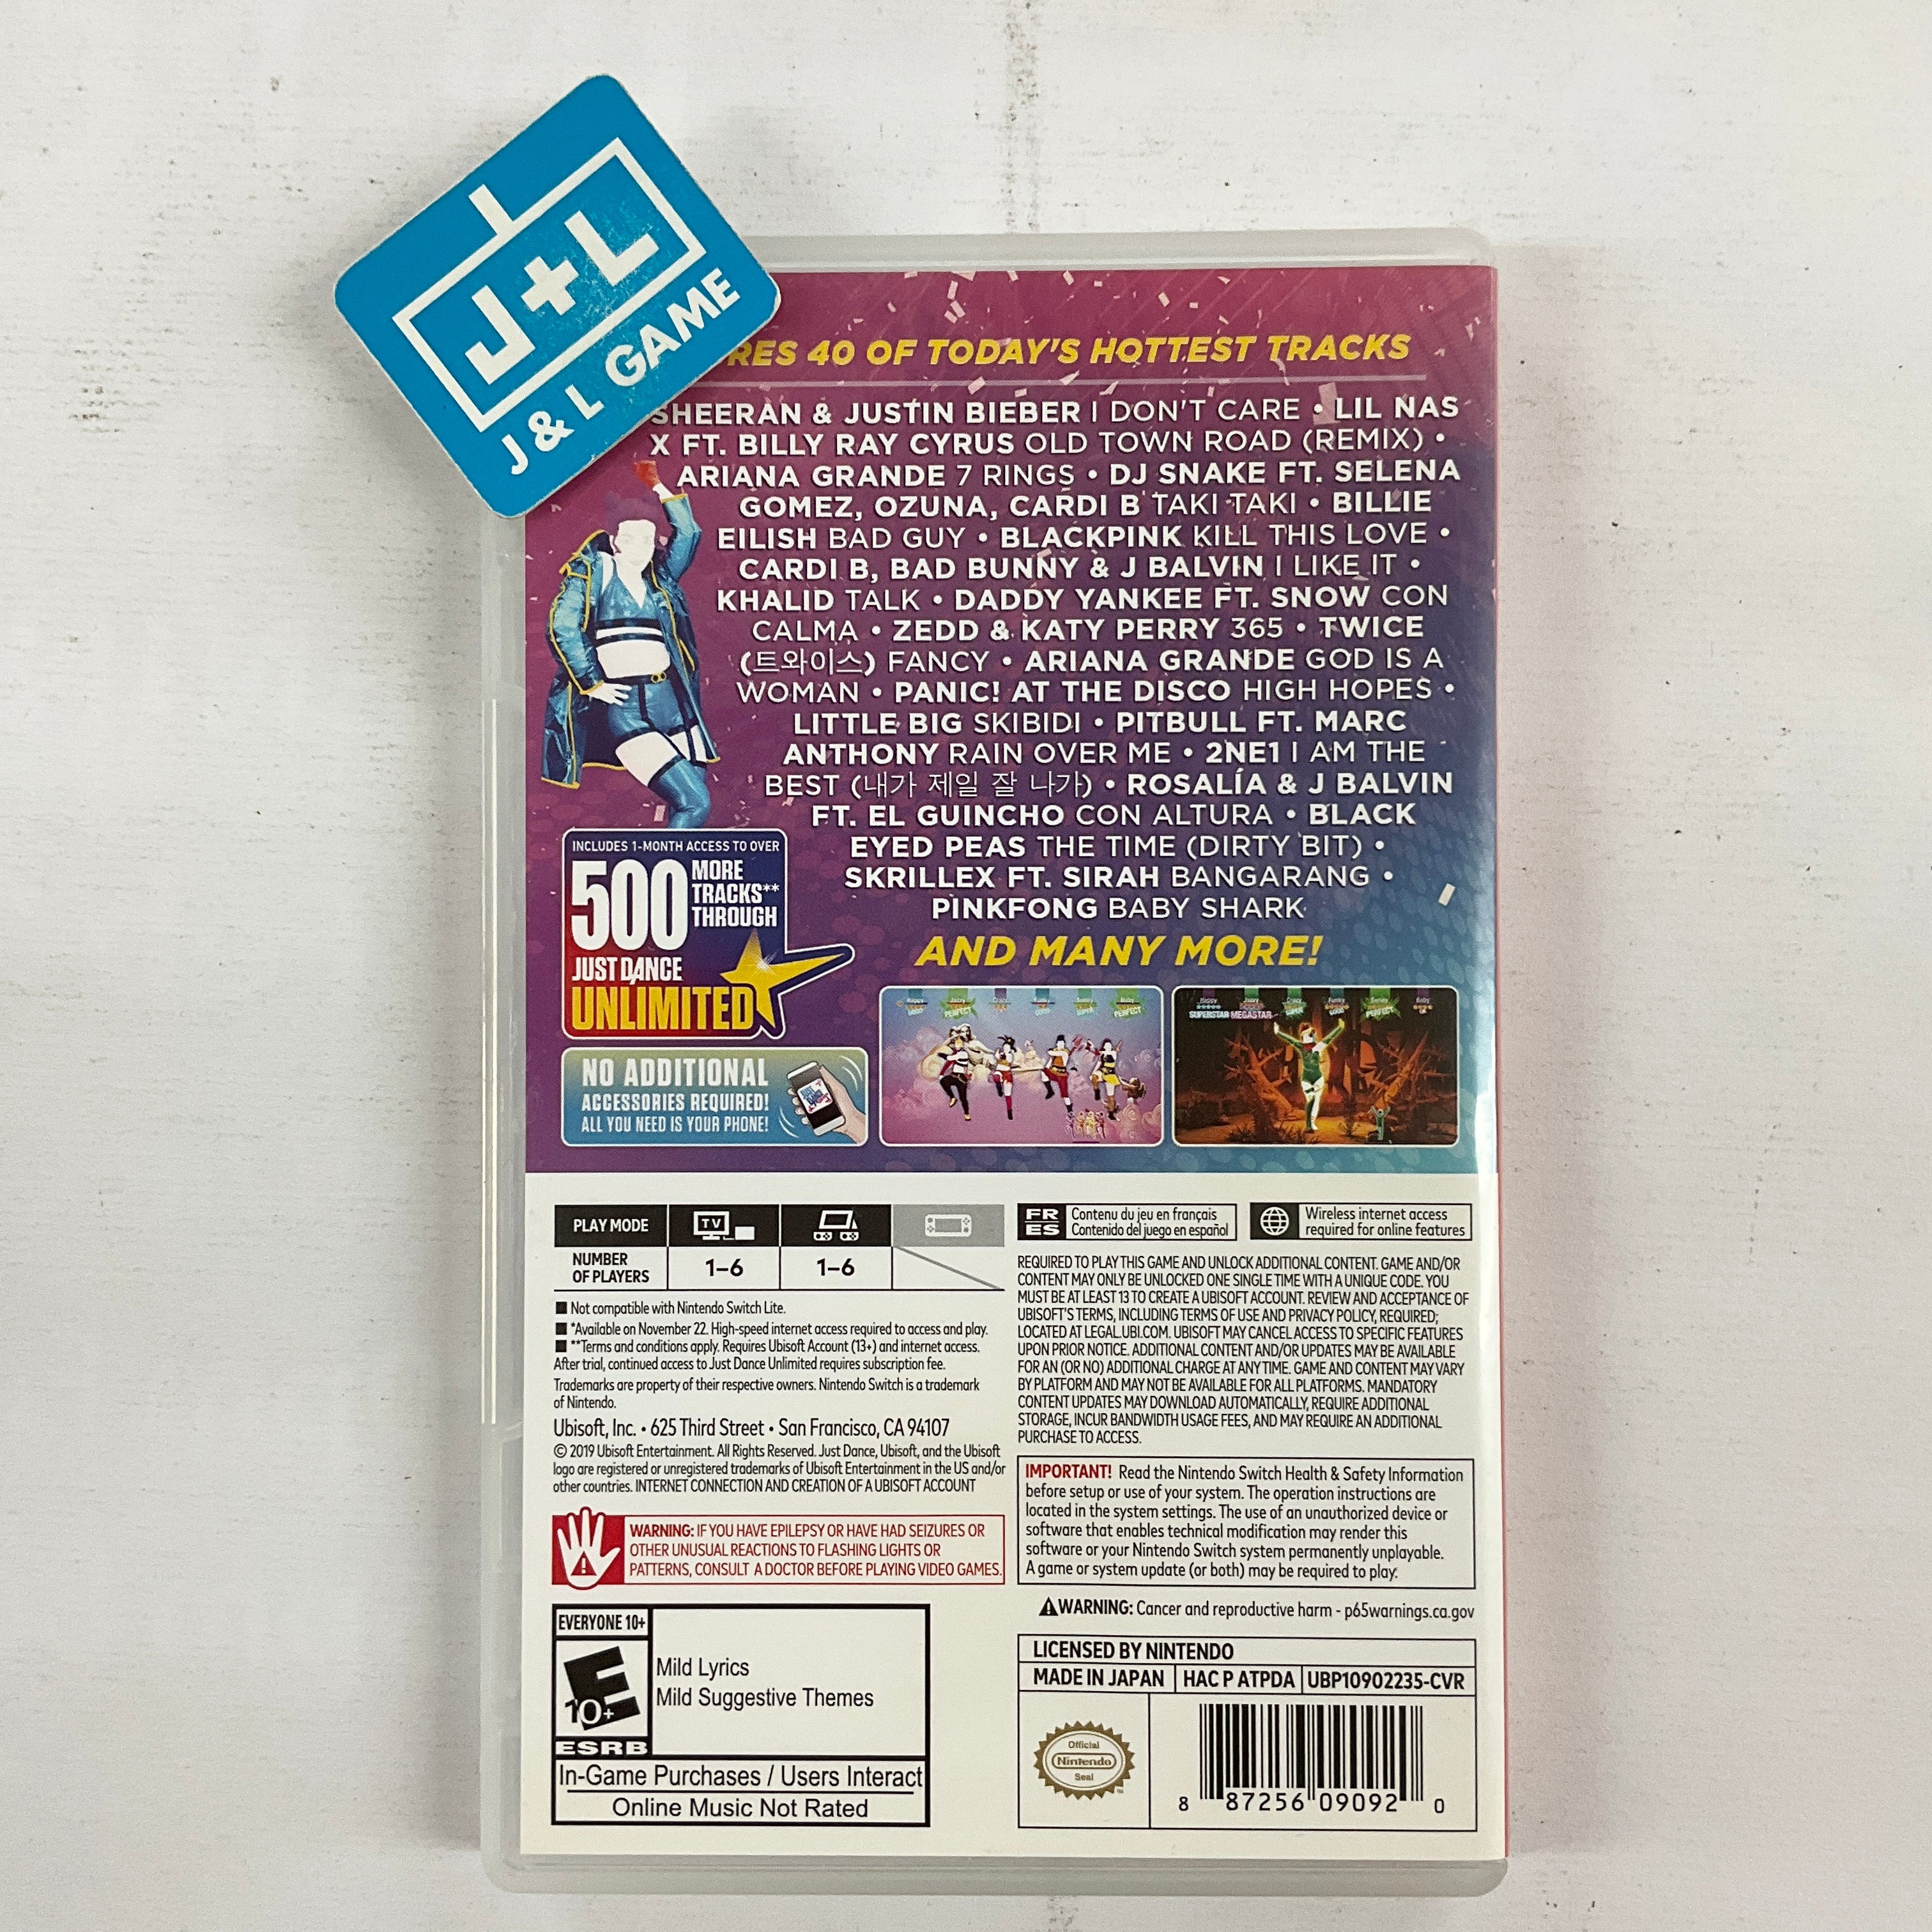 J+L
J & L GAME
RES 40 OF TODAY'S HOTTEST TRACKS
SHEERAN & JUSTIN BIEBER I DON'T CARE • LIL NAS
X FT. BILLY RAY CYRUS OLD TOWN ROAD (REMIX) •
ARIANA GRANDE 7 RINGS • DJ SNAKE FT. SELENA
GOMEZ, OZUNA, CARDI B TAKI TAKI • BILLIE
EILISH BAD GUY • BLACKPINK KILL THIS LOVE •
CARDI B, BAD BUNNY & J BALVIN I LIKE IT •
KHALID TALK • DADDY YANKEE FT. SNOW CON
CALMA • ZEDD & KATY PERRY 365 • TWICE
(트와이스) FANCY • ARIANA GRANDE GOD IS A
WOMAN • PANIC! AT THE DISCO HIGH HOPES •
LITTLE BIG SKIBIDI • PITBULL FT. MARC
ANTHONY RAIN OVER ME • 2NE1 I AM THE
BEST (내가 제일 잘 나가) • ROSALÍA & J BALVIN
FT. EL GUINCHO CON ALTURA • BLACK
EYED PEAS THE TIME (DIRTY BIT) •
SKRILLEX FT. SIRAH BANGARANG •
PINKFONG BABY SHARK
AND MANY MORE!
INCLUDES 1-MONTH ACCESS TO OVER
500 MORE
TRACKS**
THROUGH
JUST DANCE
UNLIMITED
NO ADDITIONAL
ACCESSORIES REQUIRED!
ALL YOU NEED IS YOUR PHONE!
SUPERSTAR MEGASTAR
PLAY MODE TV
NUMBER
OF PLAYERS
1–6 1–6
■ Not compatible with Nintendo Switch Lite.
■ *Available on November 22. High-speed internet access required to access and play.
■ **Terms and conditions apply. Requires Ubisoft Account (13+) and internet access.
After trial, continued access to Just Dance Unlimited requires subscription fee.
Trademarks are property of their respective owners. Nintendo Switch is a trademark
of Nintendo.
Ubisoft, Inc. • 625 Third Street • San Francisco, CA 94107
© 2019 Ubisoft Entertainment. All Rights Reserved. Just Dance, Ubisoft, and the Ubisoft
logo are registered or unregistered trademarks of Ubisoft Entertainment in the US and/or
other countries. INTERNET CONNECTION AND CREATION OF A UBISOFT ACCOUNT
WARNING: IF YOU HAVE EPILEPSY OR HAVE HAD SEIZURES OR
OTHER UNUSUAL REACTIONS TO FLASHING LIGHTS OR
PATTERNS, CONSULT A DOCTOR BEFORE PLAYING VIDEO GAMES.
EVERYONE 10+
E
10+
ESRB
Mild Lyrics
Mild Suggestive Themes
In-Game Purchases / Users Interact
Online Music Not Rated
FR
ES
Contenu du jeu en français
Contenido del juego en español
Wireless internet access
required for online features
REQUIRED TO PLAY THIS GAME AND UNLOCK ADDITIONAL CONTENT. GAME AND/OR
CONTENT MAY ONLY BE UNLOCKED ONE SINGLE TIME WITH A UNIQUE CODE. YOU
MUST BE AT LEAST 13 TO CREATE A UBISOFT ACCOUNT. REVIEW AND ACCEPTANCE OF
UBISOFT'S TERMS, INCLUDING TERMS OF USE AND PRIVACY POLICY, REQUIRED;
LOCATED AT LEGAL.UBI.COM. UBISOFT MAY CANCEL ACCESS TO SPECIFIC FEATURES
UPON PRIOR NOTICE. ADDITIONAL CONTENT AND/OR UPDATES MAY BE AVAILABLE
FOR AN (OR NO) ADDITIONAL CHARGE AT ANY TIME. GAME AND CONTENT MAY VARY
BY PLATFORM AND MAY NOT BE AVAILABLE FOR ALL PLATFORMS. MANDATORY
CONTENT UPDATES MAY DOWNLOAD AUTOMATICALLY, REQUIRE ADDITIONAL
STORAGE, INCUR BANDWIDTH USAGE FEES, AND MAY REQUIRE AN ADDITIONAL
PURCHASE TO ACCESS.
IMPORTANT! Read the Nintendo Switch Health & Safety Information
before setup or use of your system. The operation instructions are
located in the system settings. The use of an unauthorized device or
software that enables technical modification may render this
software or your Nintendo Switch system permanently unplayable.
A game or system update (or both) may be required to play.
WARNING: Cancer and reproductive harm - p65warnings.ca.gov
LICENSED BY NINTENDO
MADE IN JAPAN HAC P ATPDA UBP10902235-CVR
Official
Nintendo
Seal
8 87256 09092 0